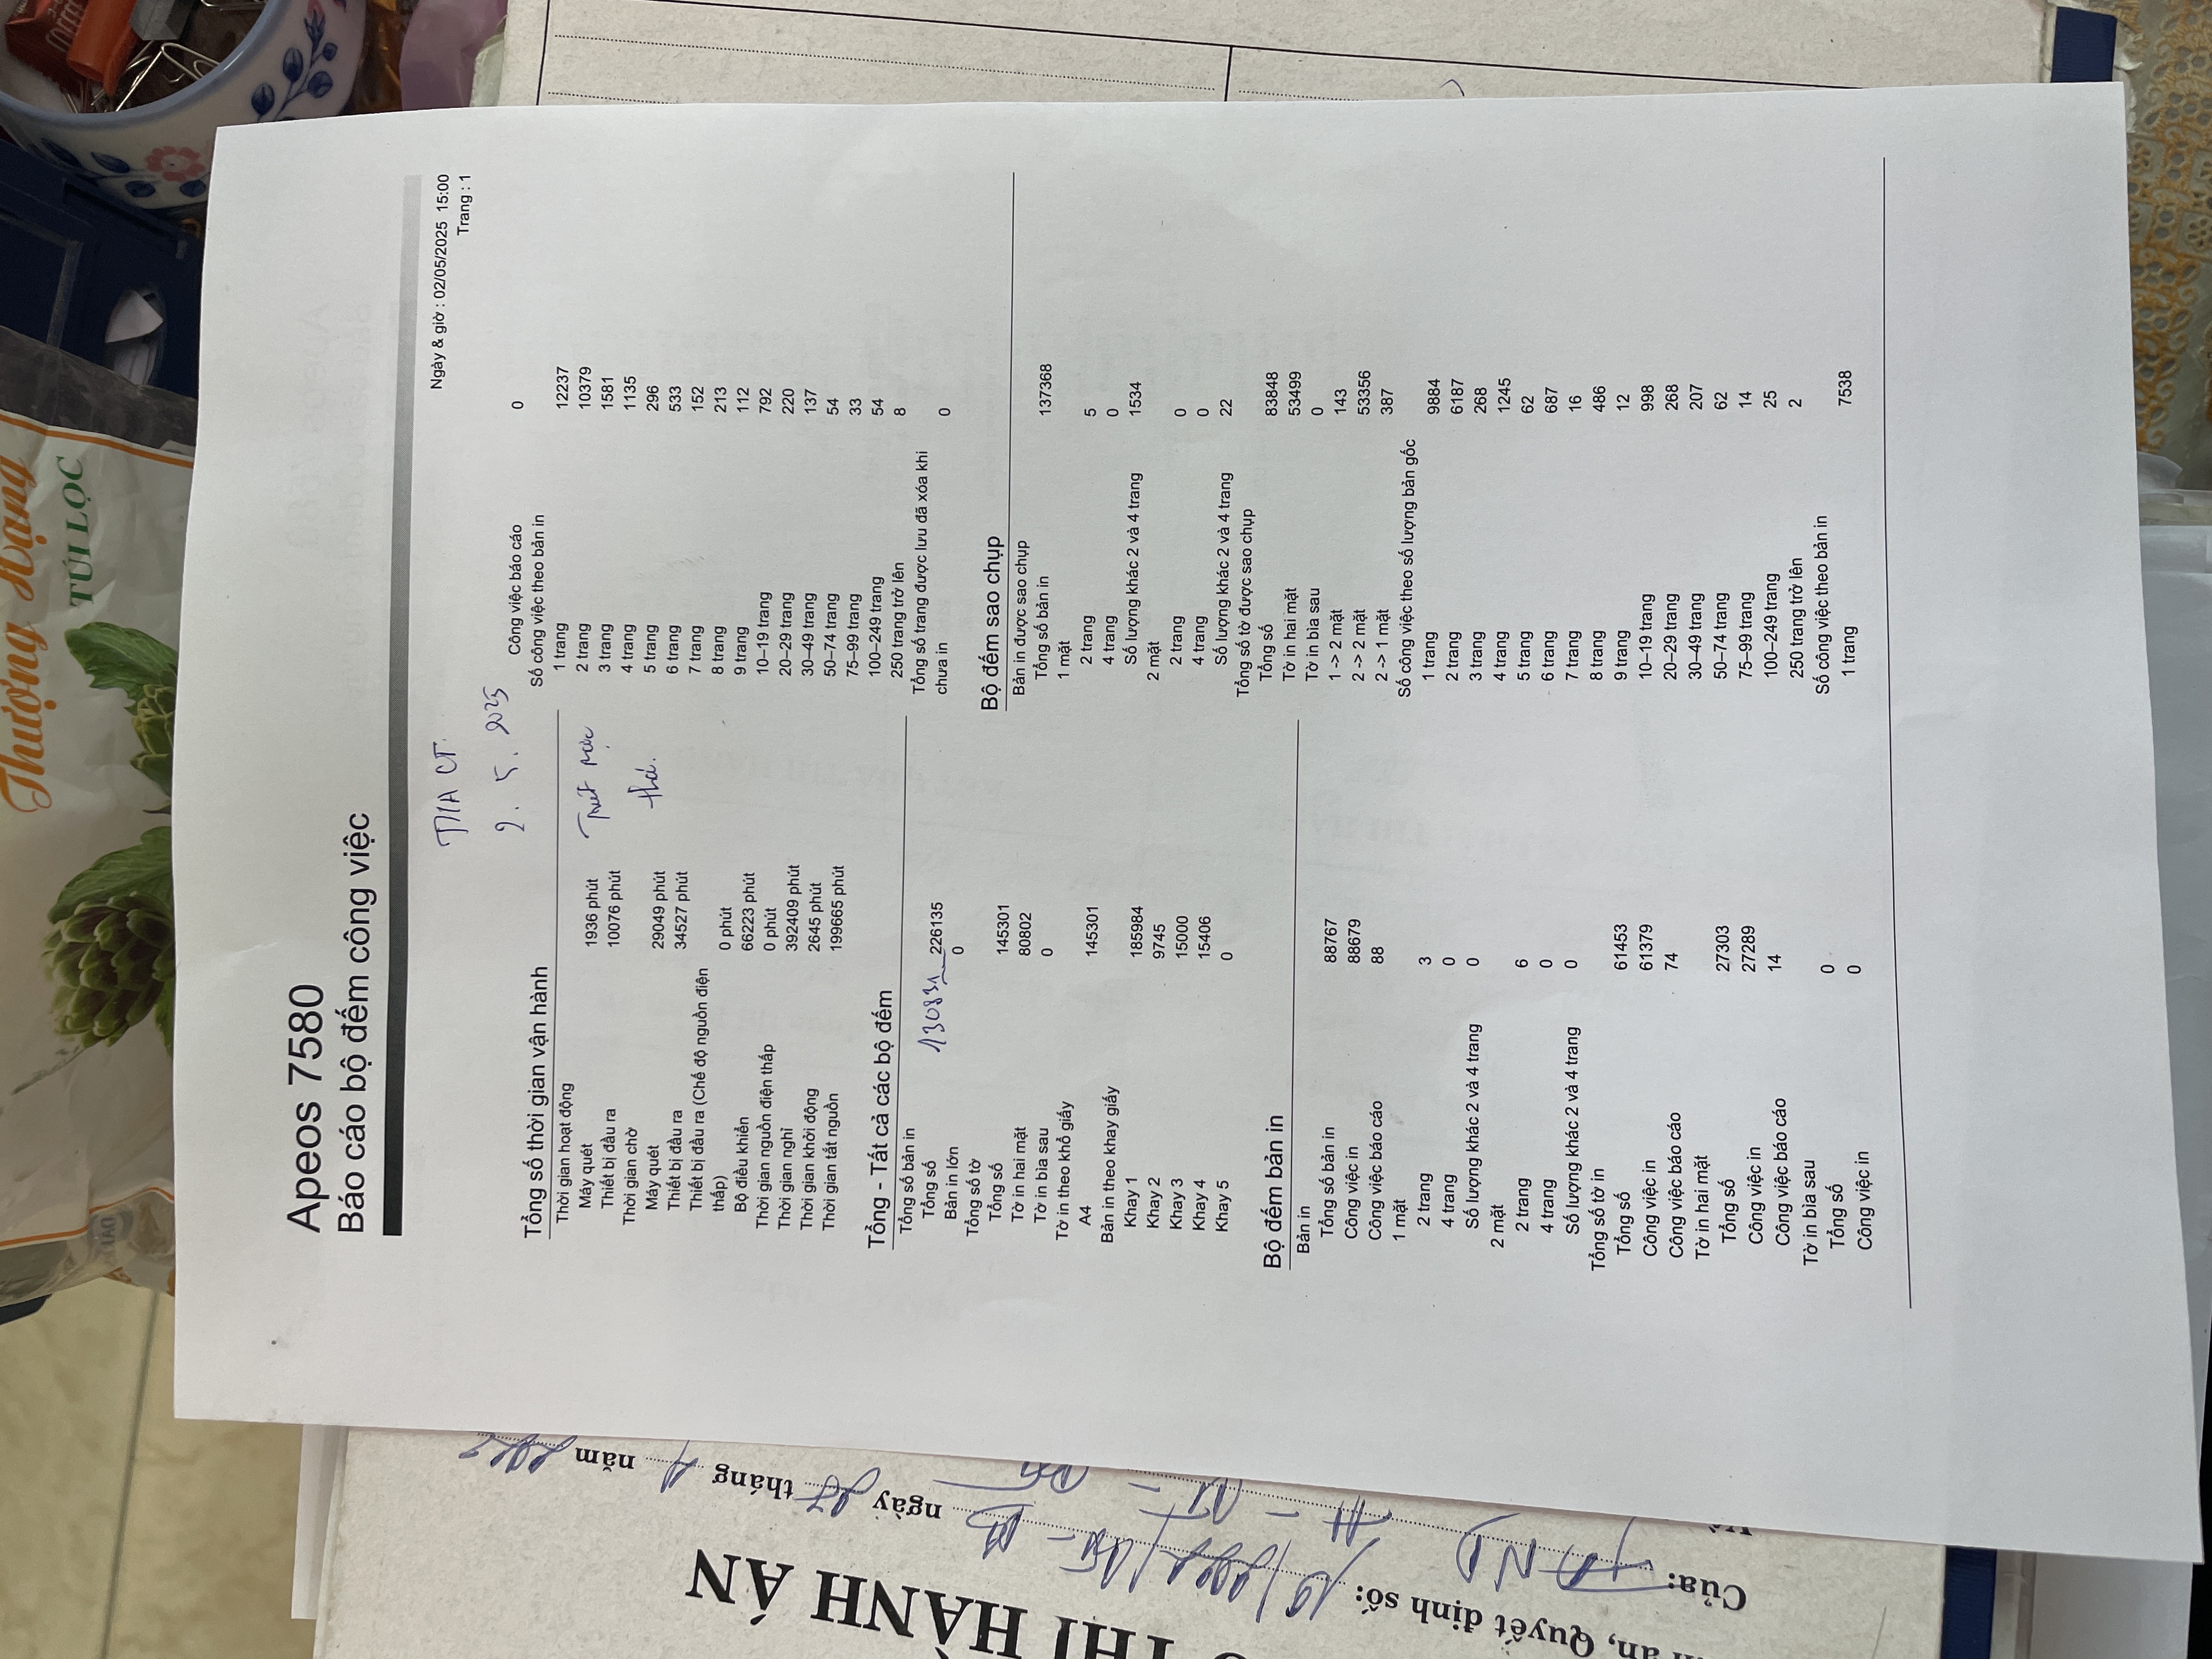 Apeos 7580
Báo cáo bộ đếm công việc
Ngày & giờ : 02/05/2025 15:00
Trang : 1
THA CT
2 . 5 . 2025
Tổng số thời gian vận hành
Thời gian hoạt động
Máy quét 1936 phút
Thiết bị đầu ra 10076 phút
Thời gian chờ
Máy quét 29049 phút
Thiết bị đầu ra 34527 phút
Thiết bị đầu ra (Chế độ nguồn điện
thấp) 0 phút
Bộ điều khiển 66223 phút
Thời gian nguồn điện thấp 0 phút
Thời gian nghỉ 392409 phút
Thời gian khởi động 2645 phút
Thời gian tắt nguồn 199665 phút
Tổng - Tất cả các bộ đếm
Tổng số bản in
Tổng số 226135
Bản in lớn 0
Tổng số tờ
Tổng số 145301
Tờ in hai mặt 80802
Tờ in bìa sau 0
Tờ in theo khổ giấy
A4 145301
Bản in theo khay giấy
Khay 1 185984
Khay 2 9745
Khay 3 15000
Khay 4 15406
Khay 5 0
Bộ đếm bản in
Bản in
Tổng số bản in 88767
Công việc in 88679
Công việc báo cáo 88
1 mặt
2 trang 3
4 trang 0
Số lượng khác 2 và 4 trang 0
2 mặt
2 trang 6
4 trang 0
Số lượng khác 2 và 4 trang 0
Tổng số tờ in
Tổng số 61453
Công việc in 61379
Công việc báo cáo 74
Tờ in hai mặt
Tổng số 27303
Công việc in 27289
Công việc báo cáo 14
Tờ in bìa sau
Tổng số 0
Công việc in 0
Công việc báo cáo 0
Số công việc theo bản in
1 trang 12237
2 trang 10379
3 trang 1581
4 trang 1135
5 trang 296
6 trang 533
7 trang 152
8 trang 213
9 trang 112
10–19 trang 792
20–29 trang 220
30–49 trang 137
50–74 trang 54
75–99 trang 33
100–249 trang 54
250 trang trở lên 8
Tổng số trang được lưu đã xóa khi
chưa in 0
Bộ đếm sao chụp
Bản in được sao chụp
Tổng số bản in 137368
1 mặt
2 trang 5
4 trang 0
Số lượng khác 2 và 4 trang 1534
2 mặt
2 trang 0
4 trang 0
Số lượng khác 2 và 4 trang 22
Tổng số tờ được sao chụp
Tổng số 83848
Tờ in hai mặt 53499
Tờ in bìa sau 0
1 -> 2 mặt 143
2 -> 2 mặt 53356
2 -> 1 mặt 387
Số công việc theo số lượng bản gốc
1 trang 9884
2 trang 6187
3 trang 268
4 trang 1245
5 trang 62
6 trang 687
7 trang 16
8 trang 486
9 trang 12
10–19 trang 998
20–29 trang 268
30–49 trang 207
50–74 trang 62
75–99 trang 14
100–249 trang 25
250 trang trở lên 2
Số công việc theo bản in
1 trang 7538
Thượng Hạng
TÚI LỌC
THI HÀNH ÁN
án, Quyết định số: 19
ngày tháng năm
Của: